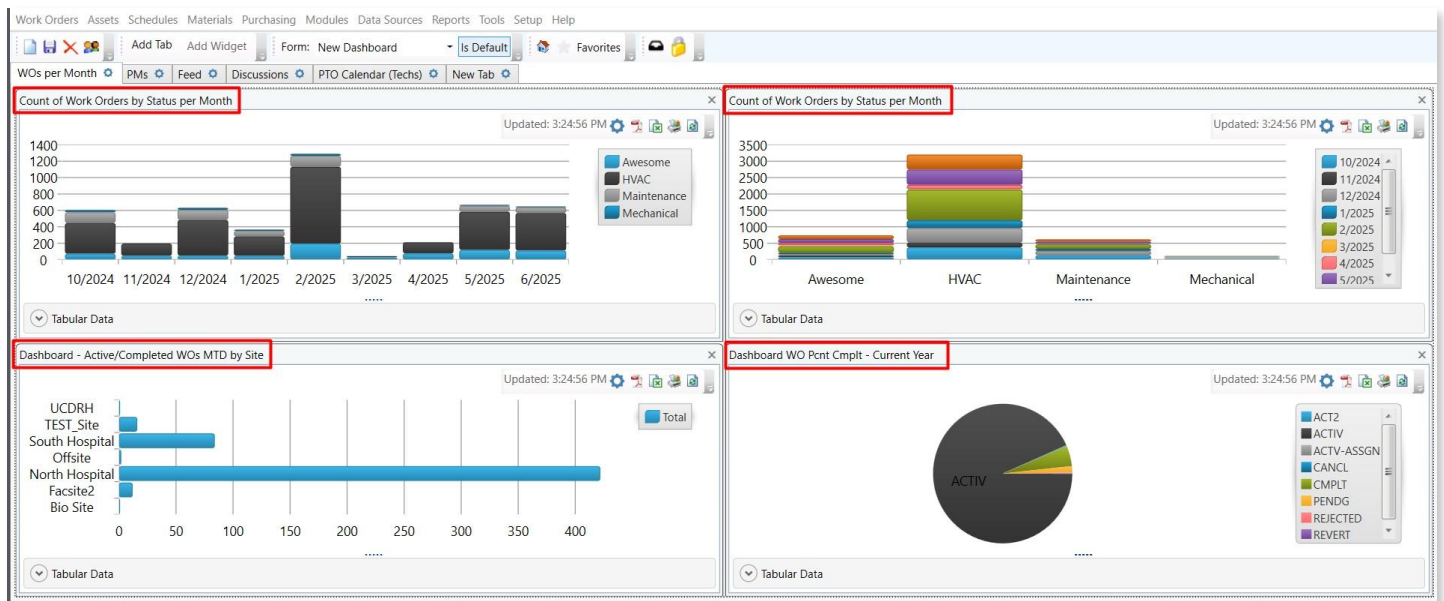 Work Orders Assets Schedules Materials Purchasing Modules Data Sources Reports Tools Setup Help
Add Tab Add Widget Form: New Dashboard Is Default Favorites
WOs per Month PMs Feed Discussions PTO Calendar (Techs) New Tab
Count of Work Orders by Status per Month
Updated: 3:24:56 PM
1400
1200
1000
800
600
400
200
0
10/2024 11/2024 12/2024 1/2025 2/2025 3/2025 4/2025 5/2025 6/2025
Awesome
HVAC
Maintenance
Mechanical
Tabular Data
Count of Work Orders by Status per Month
Updated: 3:24:56 PM
3500
3000
2500
2000
1500
1000
500
0
Awesome HVAC Maintenance Mechanical
10/2024
11/2024
12/2024
1/2025
2/2025
3/2025
4/2025
5/2025
Tabular Data
Dashboard - Active/Completed WOs MTD by Site
Updated: 3:24:56 PM
UCDRH
TEST_Site
South Hospital
Offsite
North Hospital
Facsite2
Bio Site
0 50 100 150 200 250 300 350 400
Total
Tabular Data
Dashboard WO Pcnt Cmplt - Current Year
Updated: 3:24:56 PM
ACTIV
ACT2
ACTIV
ACTV-ASSGN
CANCL
CMPLT
PENDG
REJECTED
REVERT
Tabular Data